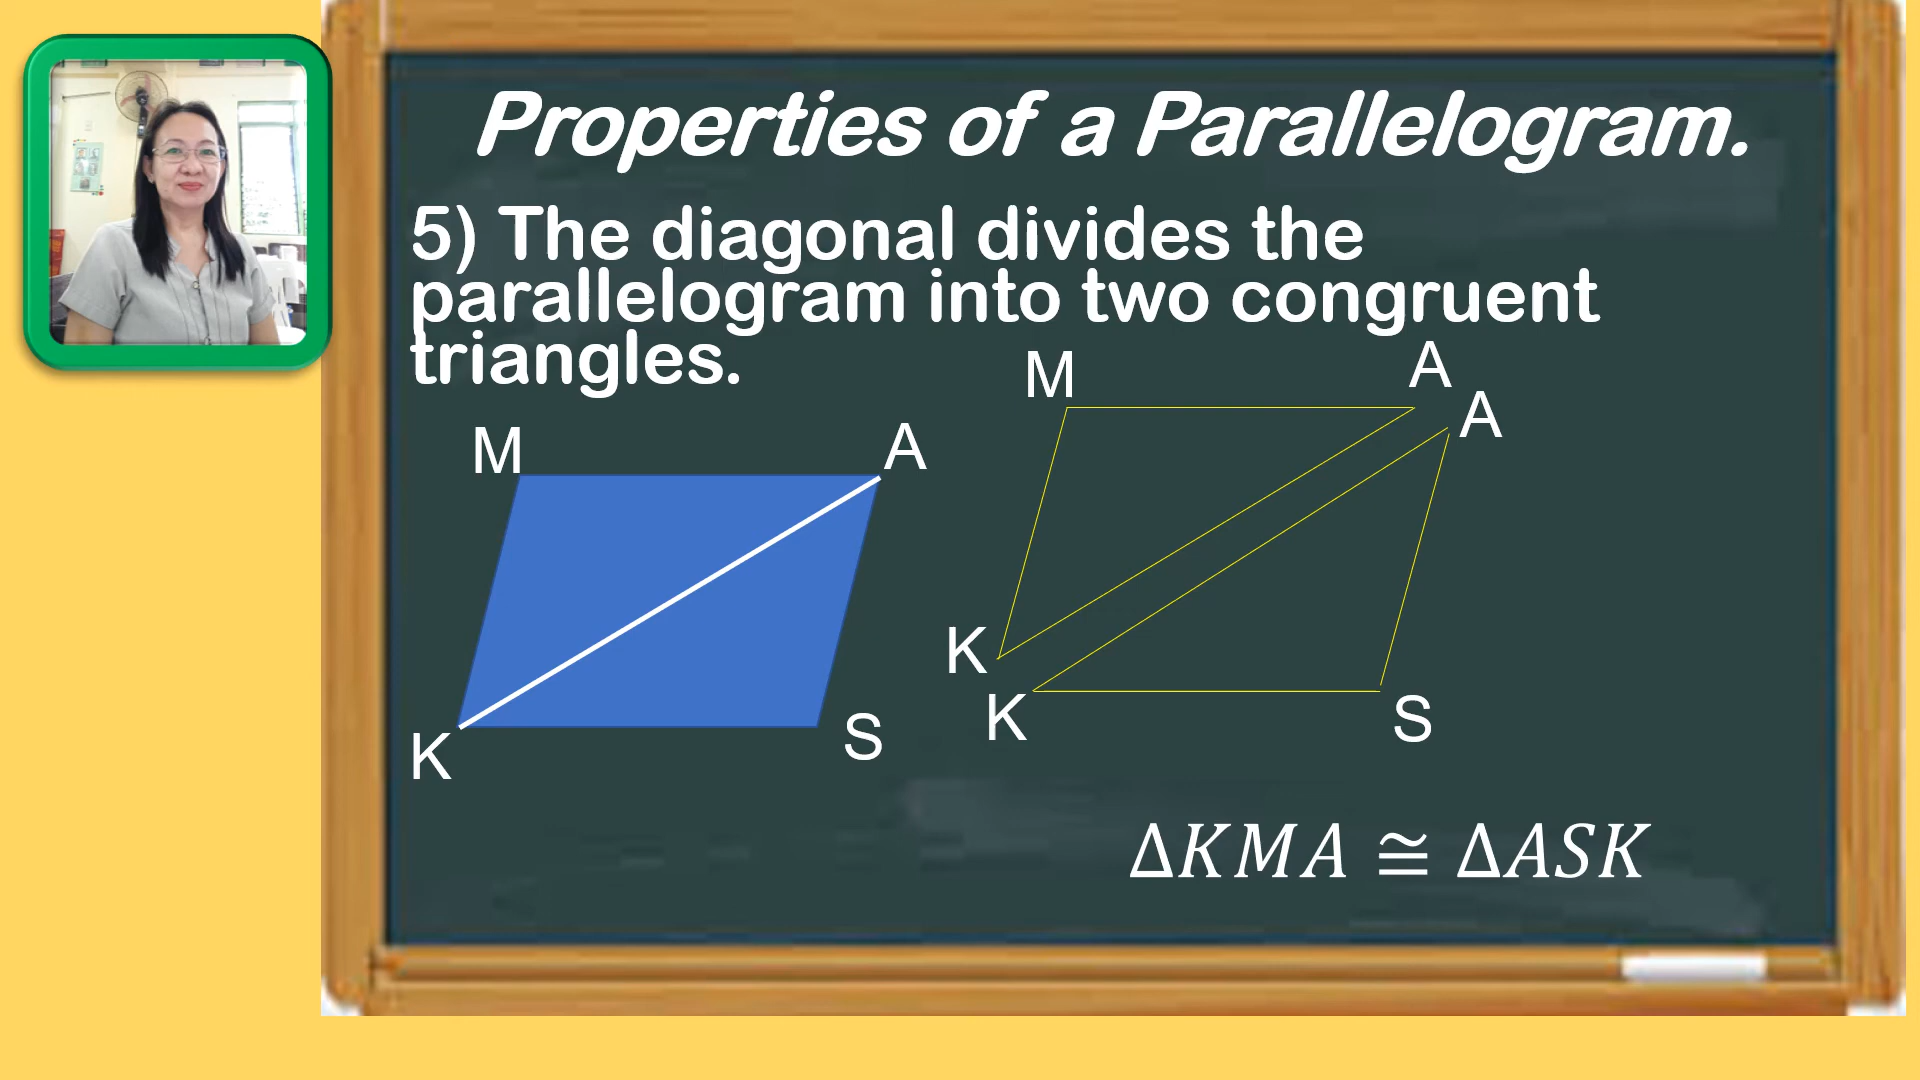 Properties of a Parallelogram.
5) The diagonal divides the
parallelogram into two congruent
triangles.
M A
K S
M A
A
K
K S
ΔKMA ≅ ΔASK